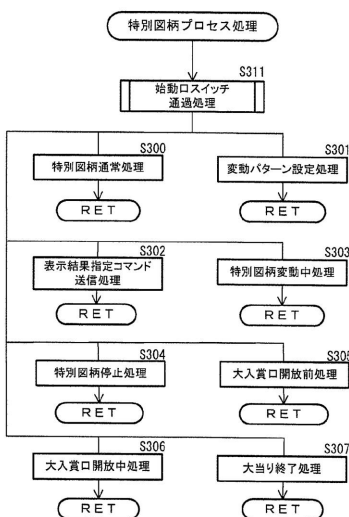 特別図柄プロセス処理
S311
始動口スイッチ
通過処理
S300
特別図柄通常処理
RET
S301
変動パターン設定処理
RET
S302
表示結果指定コマンド
送信処理
RET
S303
特別図柄変動中処理
RET
S304
特別図柄停止処理
RET
S305
大入賞口開放前処理
RET
S306
大入賞口開放中処理
RET
S307
大当り終了処理
RET